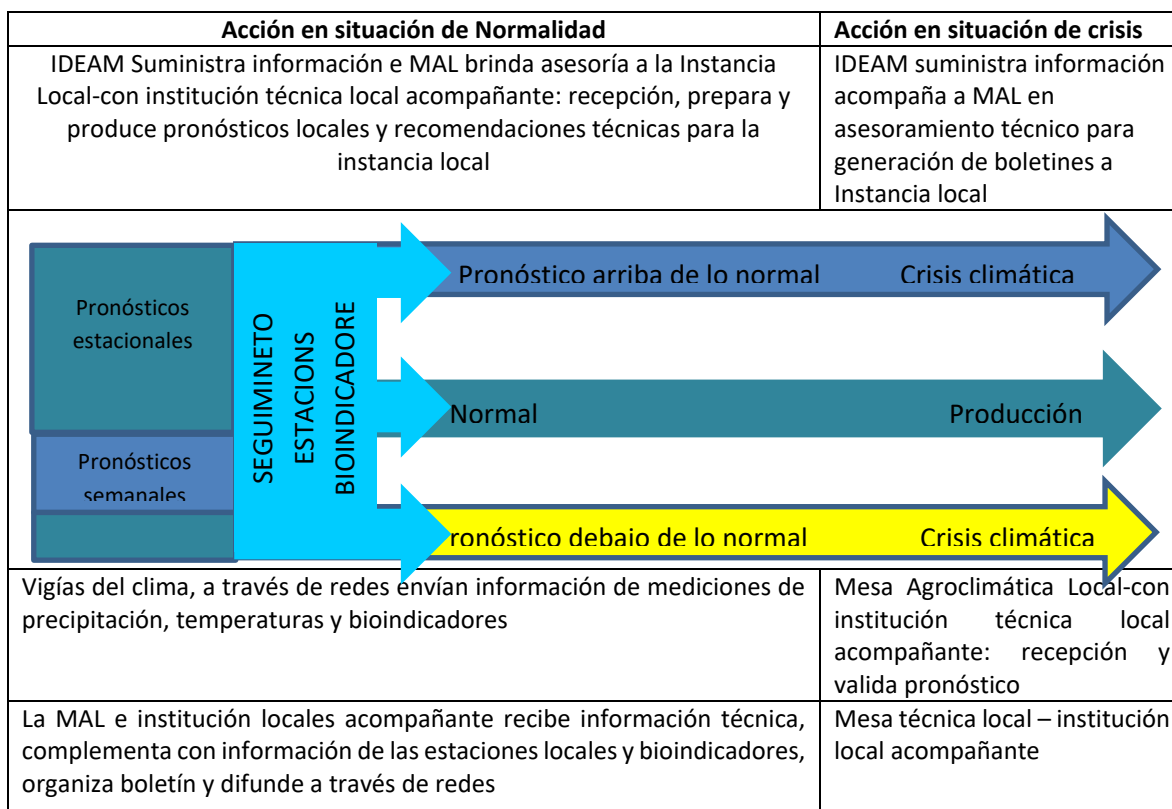 Acción en situación de Normalidad
Acción en situación de crisis
IDEAM Suministra información e MAL brinda asesoría a la Instancia
Local-con institución técnica local acompañante: recepción, prepara y
produce pronósticos locales y recomendaciones técnicas para la
instancia local
IDEAM suministra información
acompaña a MAL en
asesoramiento técnico para
generación de boletines a
Instancia local
Pronósticos
estacionales
Pronósticos
semanales
SEGUIMINETO
ESTACIONS
BIOINDICADORE
Pronóstico arriba de lo normal
Crisis climática
Normal
Producción
ronóstico debajo de lo normal
Crisis climática
Vigías del clima, a través de redes envían información de mediciones de
precipitación, temperaturas y bioindicadores
Mesa Agroclimática Local-con
institución técnica local
acompañante: recepción y
valida pronóstico
La MAL e institución locales acompañante recibe información técnica,
complementa con información de las estaciones locales y bioindicadores,
organiza boletín y difunde a través de redes
Mesa técnica local – institución
local acompañante